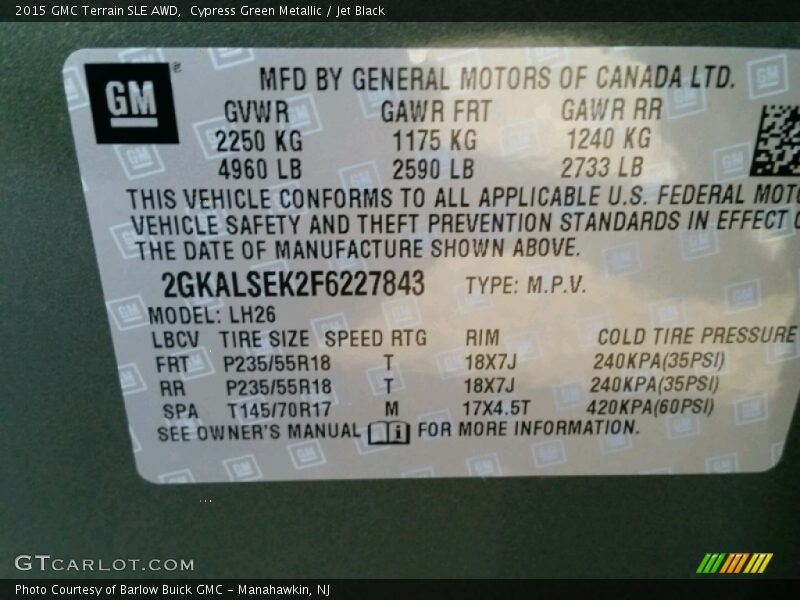 2015 GMC Terrain SLE AWD,  Cypress Green Metallic / Jet Black
GM ®
MFD BY GENERAL MOTORS OF CANADA LTD.
GVWR GAWR FRT GAWR RR
2250 KG 1175 KG 1240 KG
4960 LB 2590 LB 2733 LB
THIS VEHICLE CONFORMS TO ALL APPLICABLE U.S. FEDERAL MOTO
VEHICLE SAFETY AND THEFT PREVENTION STANDARDS IN EFFECT O
THE DATE OF MANUFACTURE SHOWN ABOVE.
2GKALSEK2F6227843 TYPE: M.P.V.
MODEL: LH26
LBCV TIRE SIZE SPEED RTG RIM COLD TIRE PRESSURE
FRT P235/55R18 T 18X7J 240KPA(35PSI)
RR P235/55R18 T 18X7J 240KPA(35PSI)
SPA T145/70R17 M 17X4.5T 420KPA(60PSI)
SEE OWNER'S MANUAL i FOR MORE INFORMATION.
GTCARLOT.COM
Photo Courtesy of Barlow Buick GMC - Manahawkin, NJ